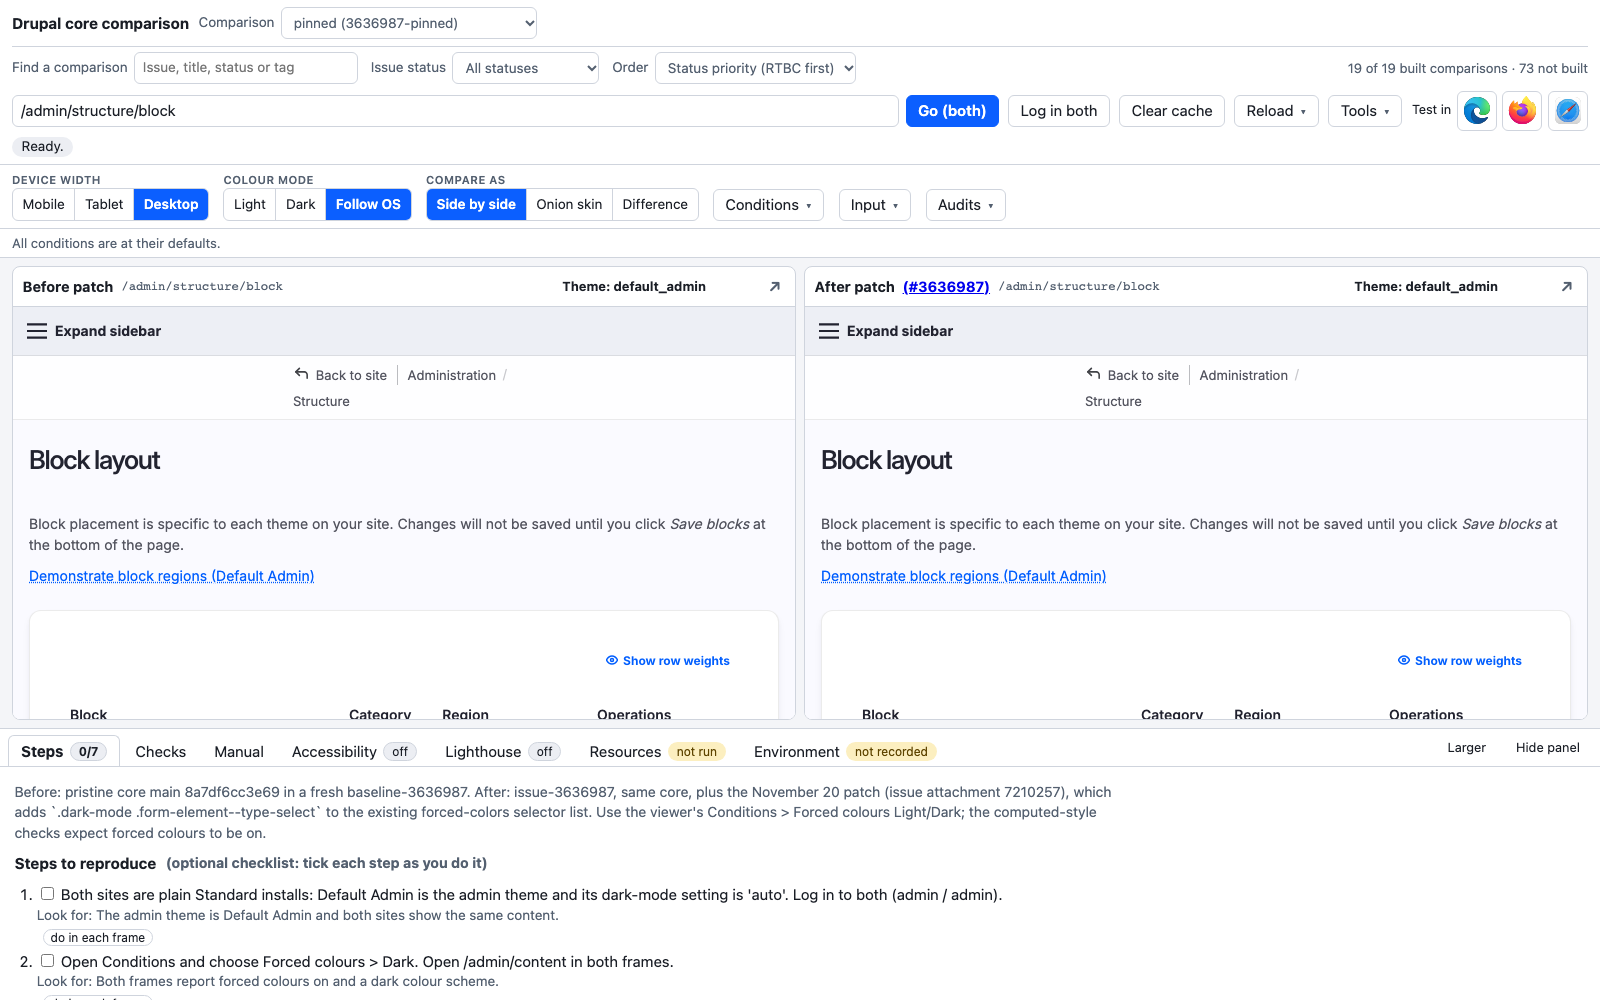 Drupal core comparison Comparison pinned (3636987-pinned)
Find a comparison Issue, title, status or tag Issue status All statuses Order Status priority (RTBC first) 19 of 19 built comparisons · 73 not built
/admin/structure/block Go (both) Log in both Clear cache Reload Tools Test in
Ready.
DEVICE WIDTH COLOUR MODE COMPARE AS
Mobile Tablet Desktop Light Dark Follow OS Side by side Onion skin Difference Conditions Input Audits
All conditions are at their defaults.
Before patch /admin/structure/block Theme: default_admin
Expand sidebar
Back to site Administration /
Structure
Block layout
Block placement is specific to each theme on your site. Changes will not be saved until you click Save blocks at
the bottom of the page.
Demonstrate block regions (Default Admin)
Show row weights
Block Category Region Operations
After patch (#3636987) /admin/structure/block Theme: default_admin
Expand sidebar
Back to site Administration /
Structure
Block layout
Block placement is specific to each theme on your site. Changes will not be saved until you click Save blocks at
the bottom of the page.
Demonstrate block regions (Default Admin)
Show row weights
Block Category Region Operations
Steps 0/7 Checks Manual Accessibility off Lighthouse off Resources not run Environment not recorded Larger Hide panel
Before: pristine core main 8a7df6cc3e69 in a fresh baseline-3636987. After: issue-3636987, same core, plus the November 20 patch (issue attachment 7210257), which
adds `.dark-mode .form-element--type-select` to the existing forced-colors selector list. Use the viewer's Conditions > Forced colours Light/Dark; the computed-style
checks expect forced colours to be on.
Steps to reproduce (optional checklist: tick each step as you do it)
1. Both sites are plain Standard installs: Default Admin is the admin theme and its dark-mode setting is 'auto'. Log in to both (admin / admin).
Look for: The admin theme is Default Admin and both sites show the same content.
do in each frame
2. Open Conditions and choose Forced colours > Dark. Open /admin/content in both frames.
Look for: Both frames report forced colours on and a dark colour scheme.